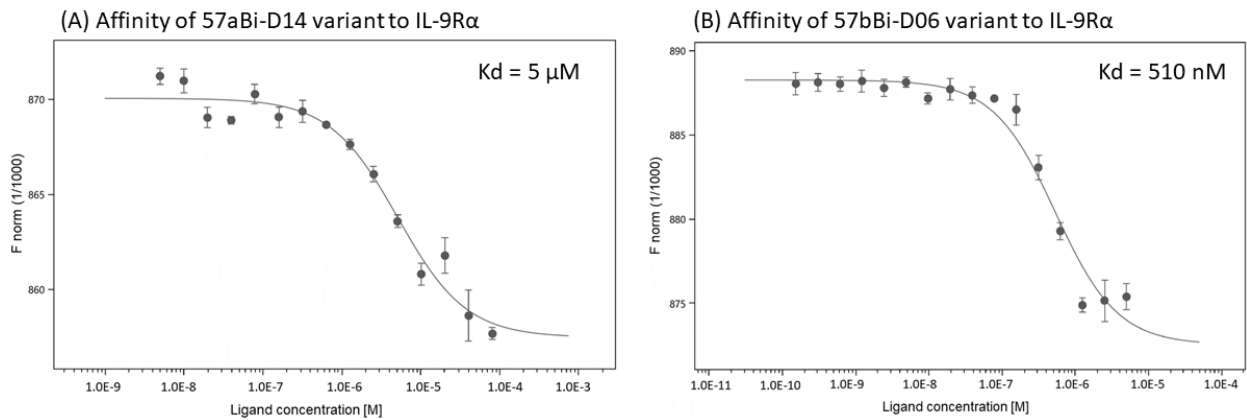 (A) Affinity of 57aBi-D14 variant to IL-9Rα
Kd = 5 µM
870
865
860
F norm (1/1000)
1.0E-9 1.0E-8 1.0E-7 1.0E-6 1.0E-5 1.0E-4 1.0E-3
Ligand concentration [M]
(B) Affinity of 57bBi-D06 variant to IL-9Rα
Kd = 510 nM
890
885
880
875
F norm (1/1000)
1.0E-11 1.0E-10 1.0E-9 1.0E-8 1.0E-7 1.0E-6 1.0E-5 1.0E-4
Ligand concentration [M]